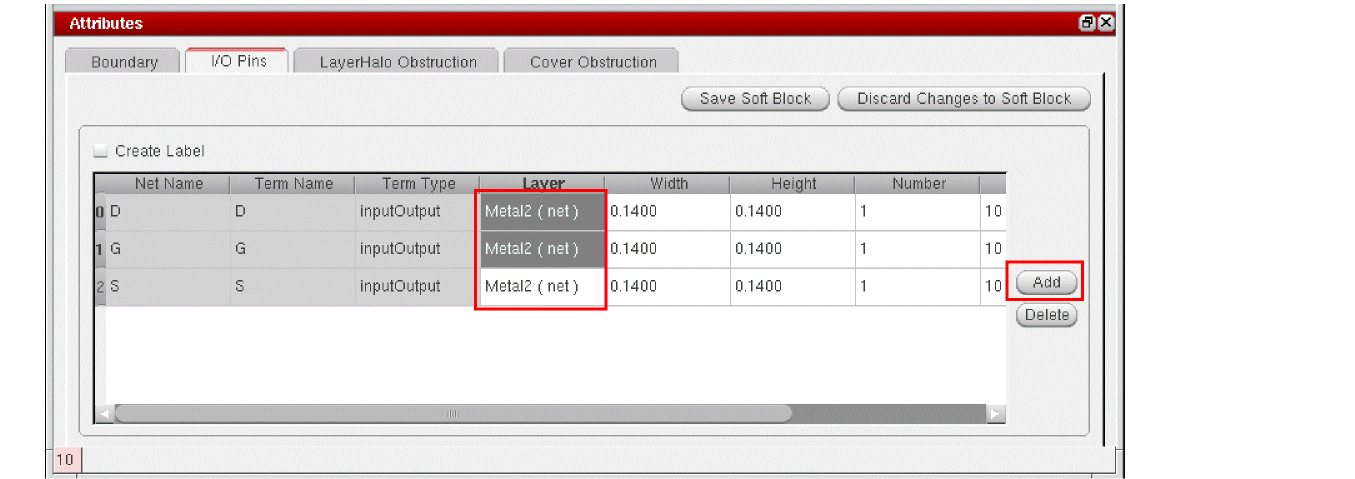 Attributes
Boundary I/O Pins LayerHalo Obstruction Cover Obstruction
Save Soft Block Discard Changes to Soft Block
Create Label
Net Name Term Name Term Type Layer Width Height Number
0 D D inputOutput Metal2 ( net ) 0.1400 0.1400 1 10
1 G G inputOutput Metal2 ( net ) 0.1400 0.1400 1 10
2 S S inputOutput Metal2 ( net ) 0.1400 0.1400 1 10
Add
Delete
10